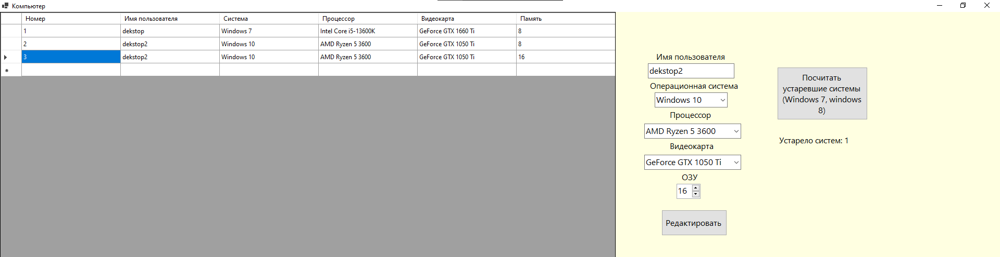 Компьютер
Номер Имя пользователя Система Процессор Видеокарта Память
1 dekstop Windows 7 Intel Core i5-13600K GeForce GTX 1660 Ti 8
2 dekstop2 Windows 10 AMD Ryzen 5 3600 GeForce GTX 1050 Ti 8
3 dekstop2 Windows 10 AMD Ryzen 5 3600 GeForce GTX 1050 Ti 16
Имя пользователя
dekstop2
Операционная система
Windows 10
Процессор
AMD Ryzen 5 3600
Видеокарта
GeForce GTX 1050 Ti
ОЗУ
16
Редактировать
Посчитать
устаревшие системы
(Windows 7, windows
8)
Устарело систем: 1